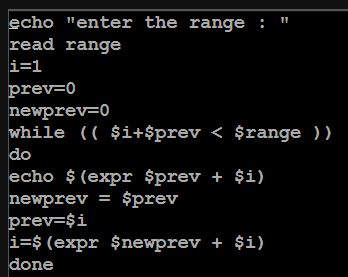 echo "enter the range : "
read range
i=1
prev=0
newprev=0
while (( $i+$prev < $range ))
do
echo $(expr $prev + $i)
newprev = $prev
prev=$i
i=$(expr $newprev + $i)
done